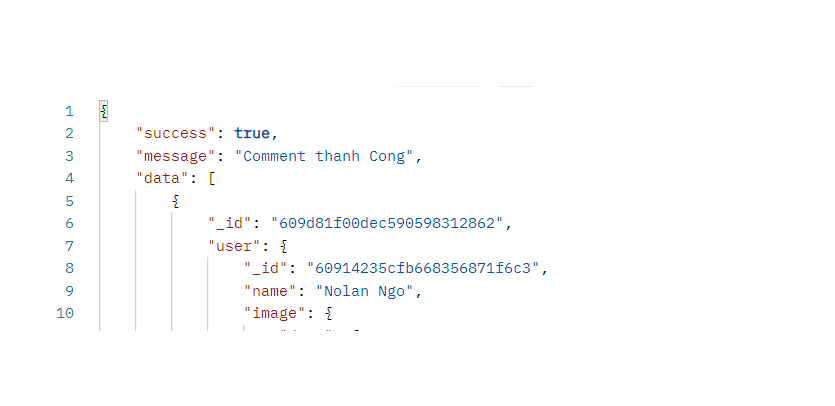 1 {
2 "success": true,
3 "message": "Comment thanh Cong",
4 "data": [
5 {
6 "_id": "609d81f00dec590598312862",
7 "user": {
8 "_id": "60914235cfb668356871f6c3",
9 "name": "Nolan Ngo",
10 "image": {